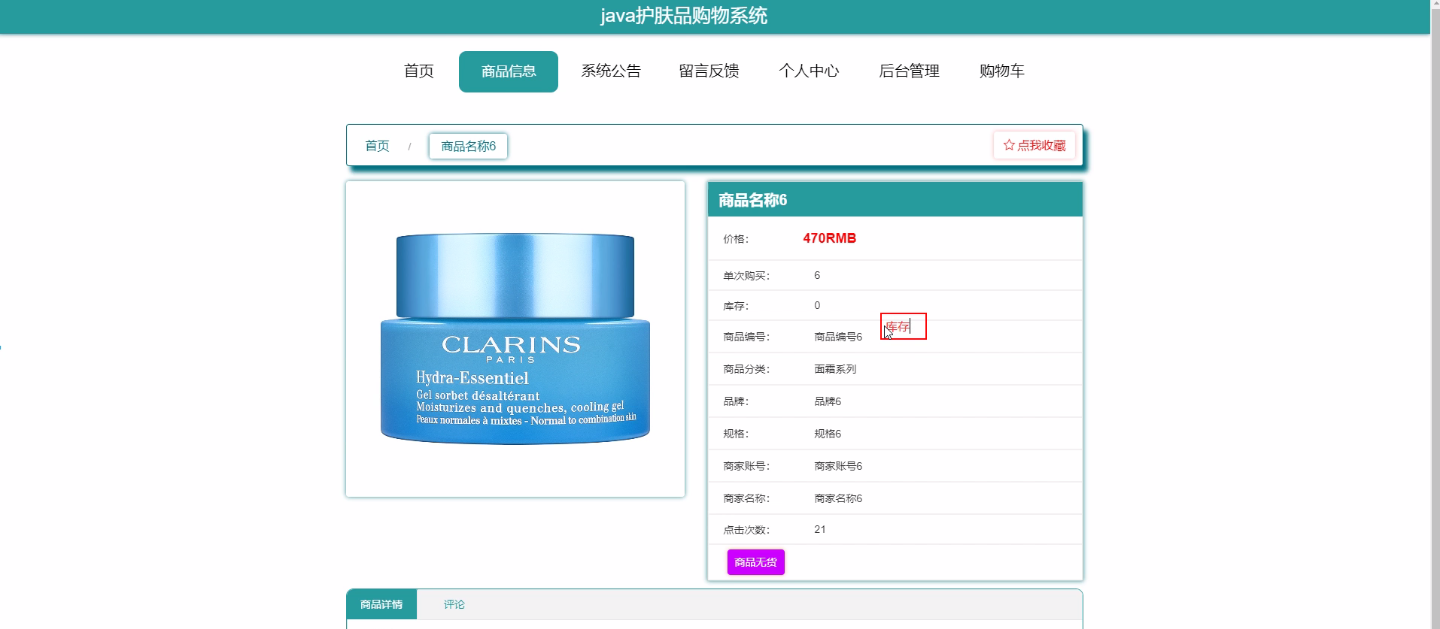 java护肤品购物系统
首页 商品信息 系统公告 留言反馈 个人中心 后台管理 购物车
首页 / 商品名称6 ☆ 点我收藏
CLARINS
PARIS
Hydra-Essentiel
Gel sorbet désaltérant
Moisturizes and quenches, cooling gel
Peaux normales à mixtes - Normal to combination skin
商品名称6
价格: 470RMB
单次购买: 6
库存: 0
库存
商品编号: 商品编号6
商品分类: 面霜系列
品牌: 品牌6
规格: 规格6
商家账号: 商家账号6
商家名称: 商家名称6
点击次数: 21
商品无货
商品详情 评论